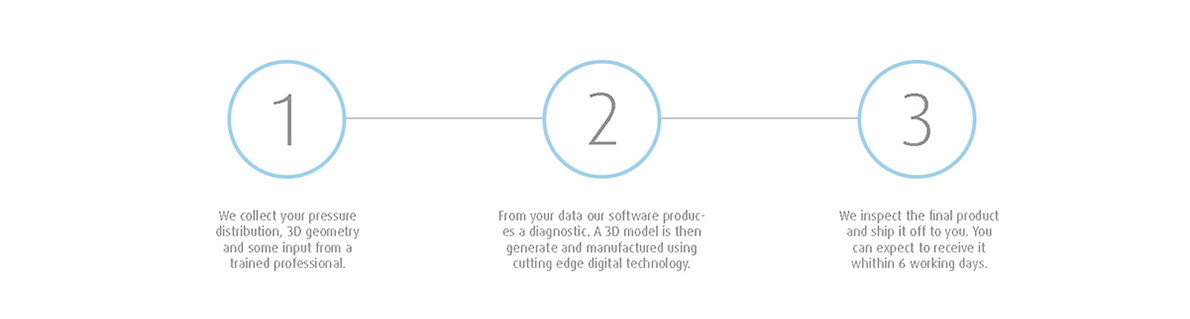 1
2
3
We collect your pressure
distribution, 3D geometry
and some input from a
trained professional.
From your data our software produc-
es a diagnostic. A 3D model is then
generate and manufactured using
cutting edge digital technology.
We inspect the final product
and ship it off to you. You
can expect to receive it
whithin 6 working days.